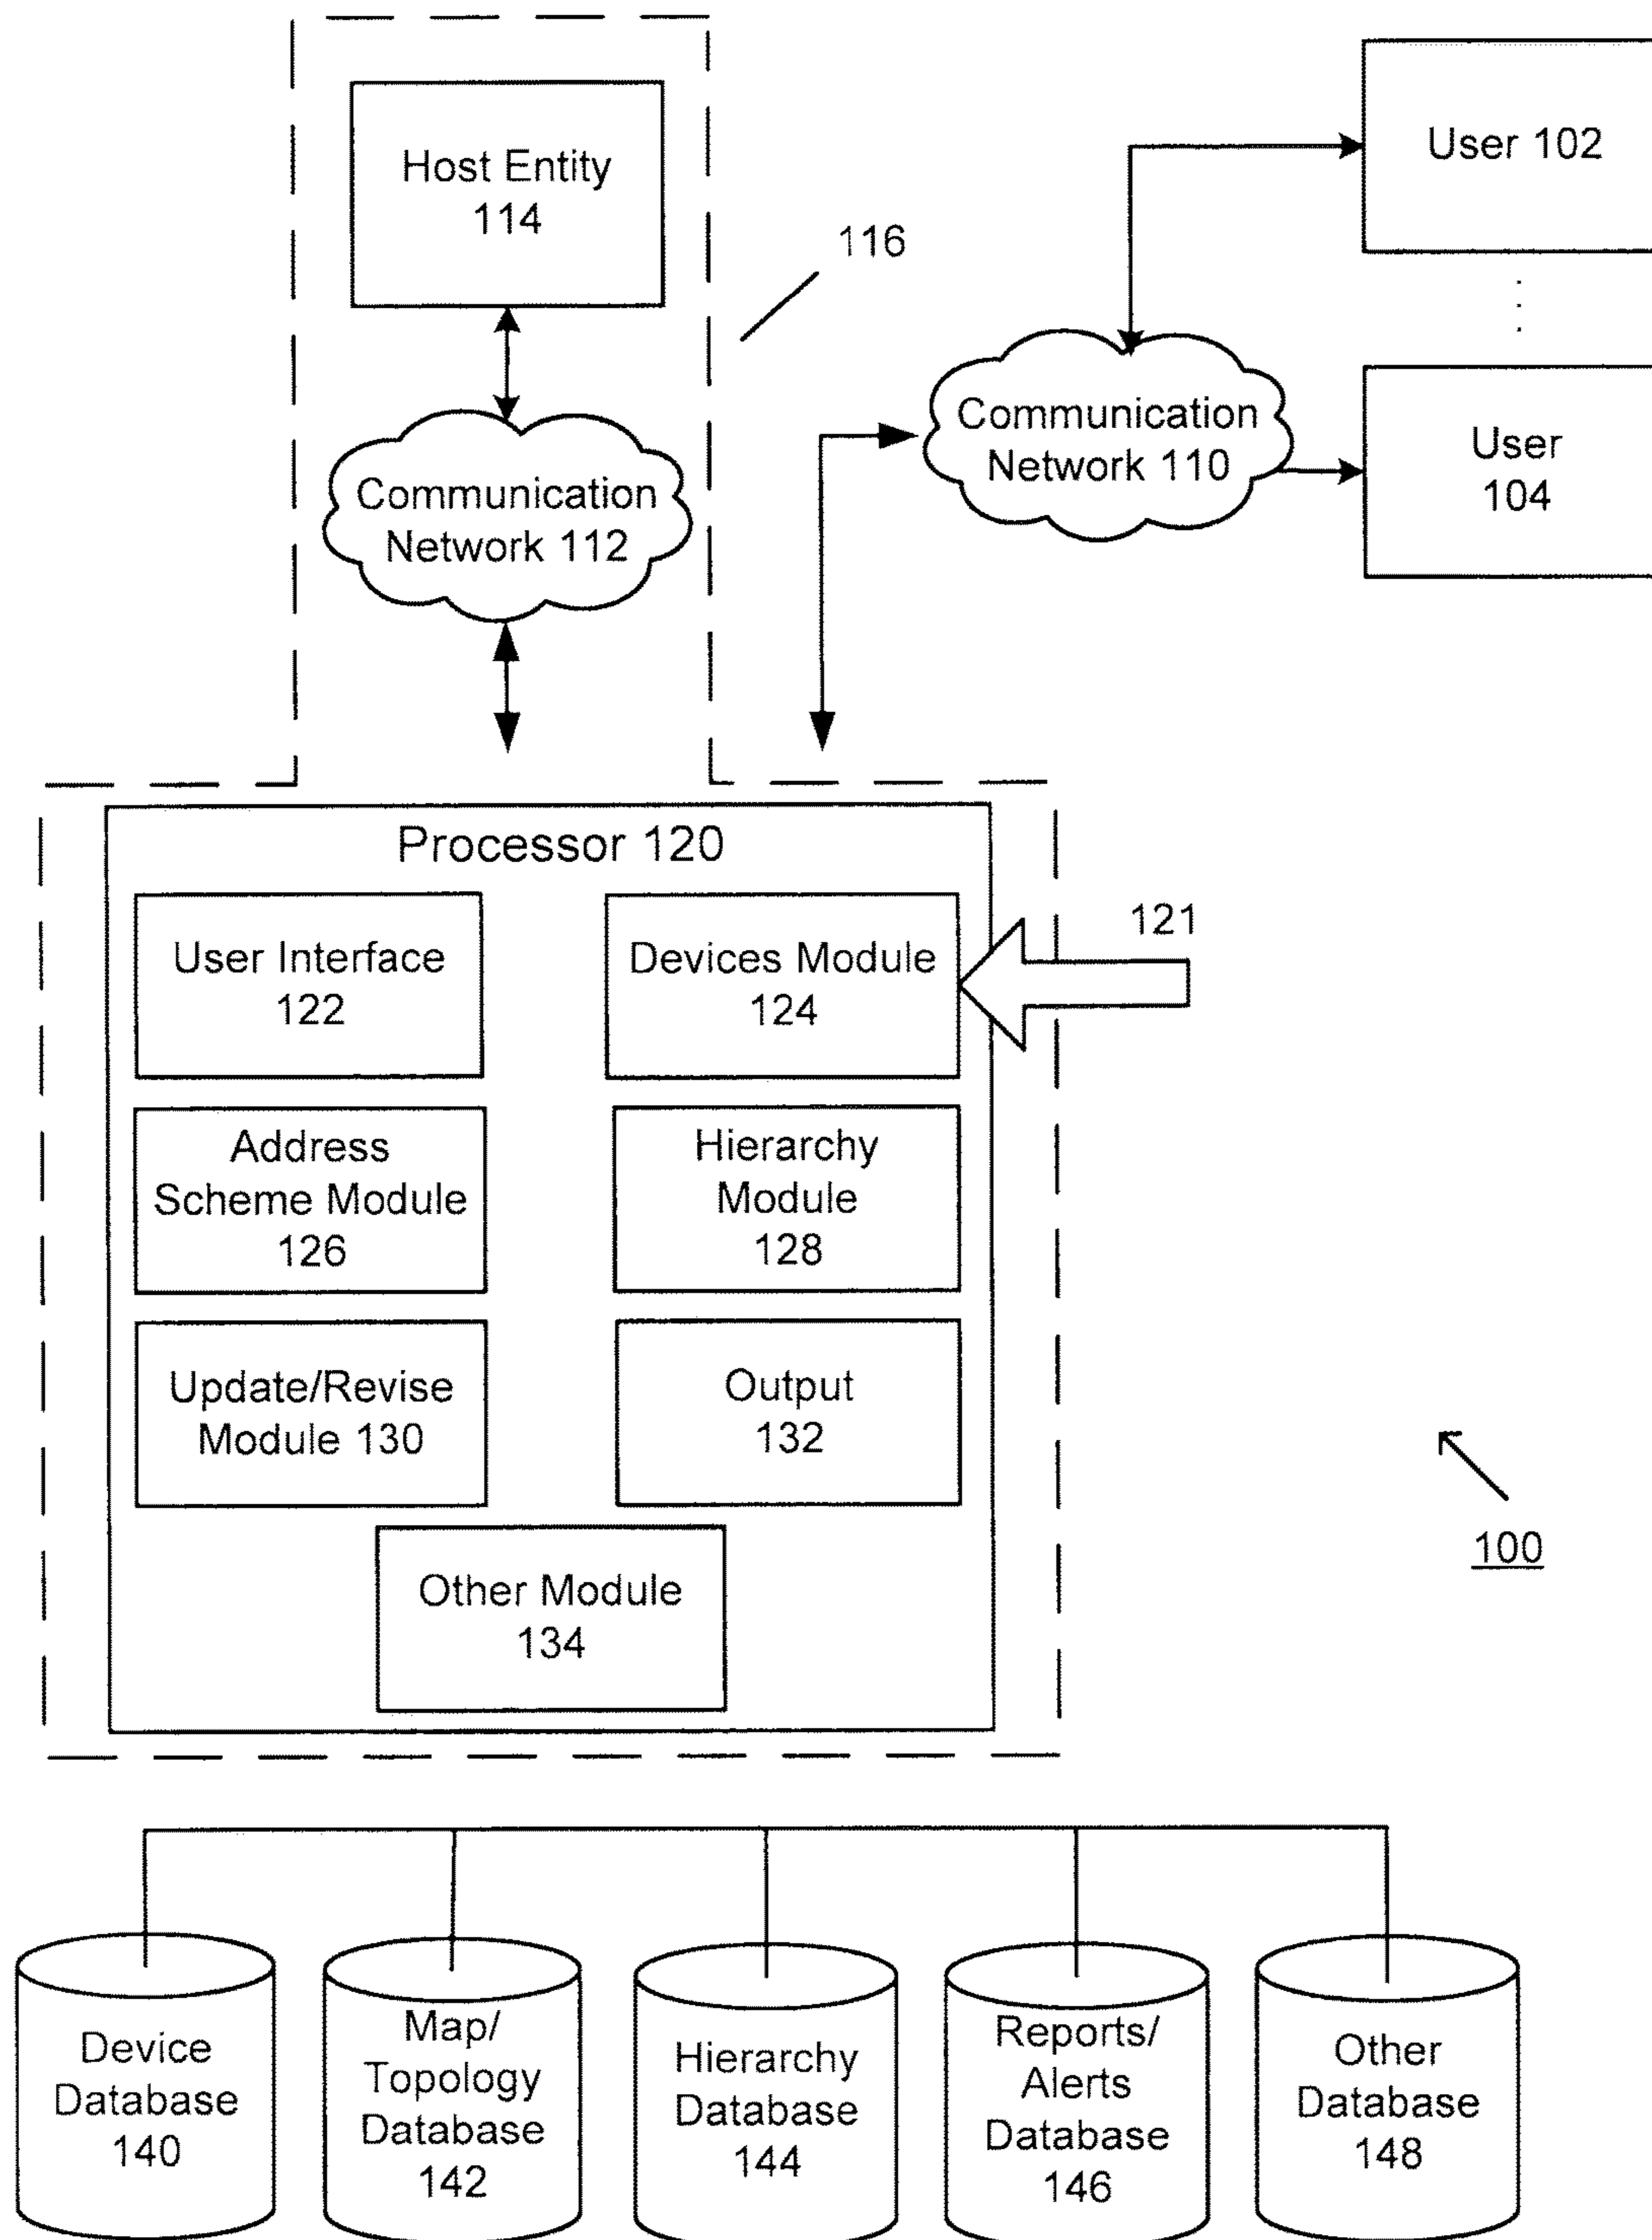 Host Entity
114
116
User 102
Communication
Network 110
User
104
Communication
Network 112
Processor 120
User Interface
122
Devices Module
124
121
Address
Scheme Module
126
Hierarchy
Module
128
Update/Revise
Module 130
Output
132
Other Module
134
100
Device
Database
140
Map/
Topology
Database
142
Hierarchy
Database
144
Reports/
Alerts
Database
146
Other
Database
148